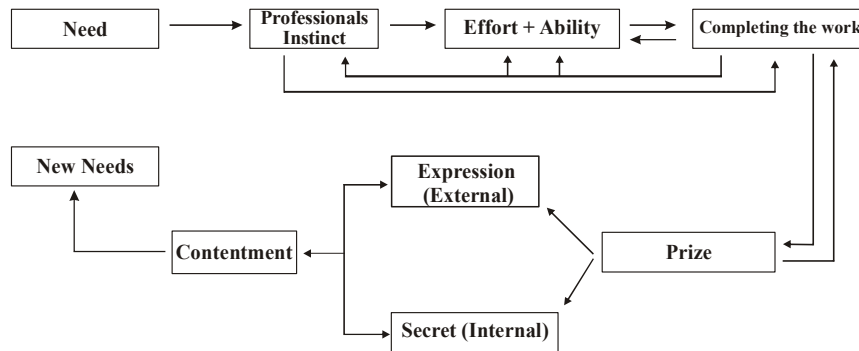 Need
Professionals
Instinct
Effort + Ability
Completing the work
New Needs
Expression
(External)
Contentment
Prize
Secret (Internal)